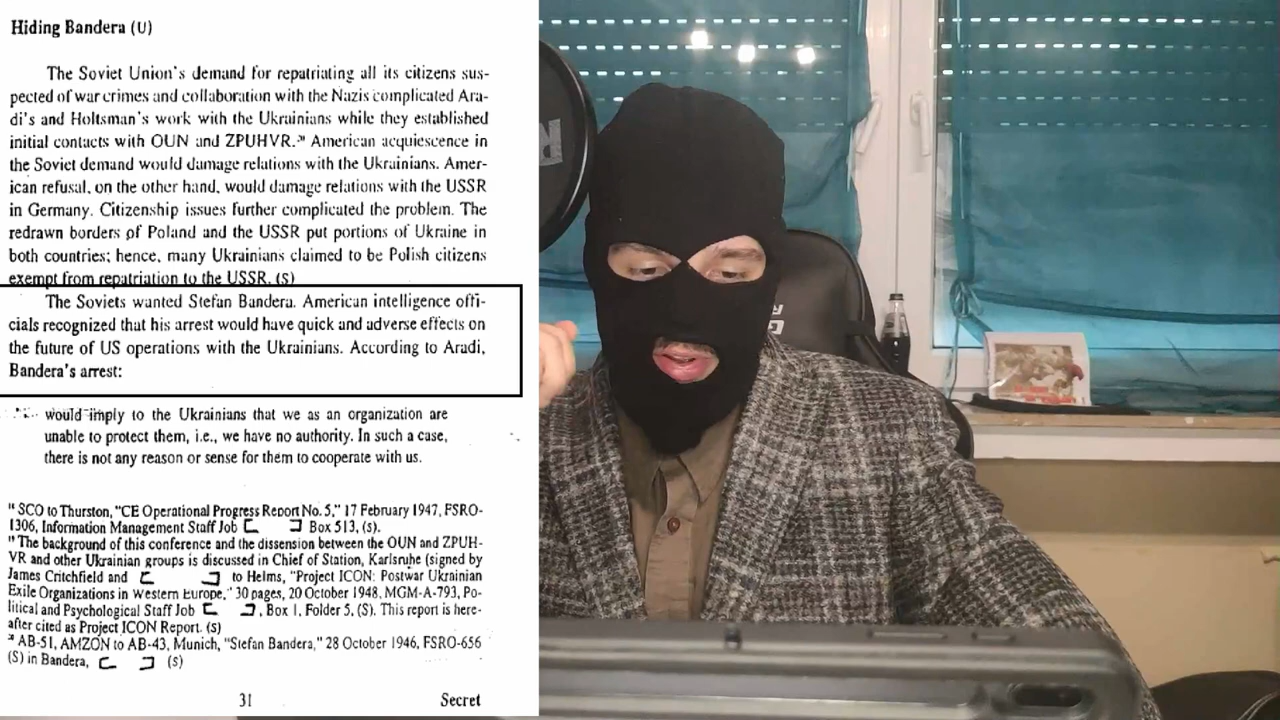 Hiding Bandera (U)
The Soviet Union's demand for repatriating all its citizens sus-
pected of war crimes and collaboration with the Nazis complicated Ara-
di's and Holtsman's work with the Ukrainians while they established
initial contacts with OUN and ZPUHVR.²⁰ American acquiescence in
the Soviet demand would damage relations with the Ukrainians. Amer-
ican refusal, on the other hand, would damage relations with the USSR
in Germany. Citizenship issues further complicated the problem. The
redrawn borders of Poland and the USSR put portions of Ukraine in
both countries; hence, many Ukrainians claimed to be Polish citizens
exempt from repatriation to the USSR. (S)
The Soviets wanted Stefan Bandera. American intelligence offi-
cials recognized that his arrest would have quick and adverse effects on
the future of US operations with the Ukrainians. According to Aradi,
Bandera's arrest:
would imply to the Ukrainians that we as an organization are
unable to protect them, i.e., we have no authority. In such a case,
there is not any reason or sense for them to cooperate with us.
SCO to Thurston, "CE Operational Progress Report No. 5," 17 February 1947, FSRO-
1306, Information Management Staff Job [ ] Box 513, (s).
The background of this conference and the dissension between the OUN and ZPUH-
VR and other Ukrainian groups is discussed in Chief of Station, Karlsruhe (signed by
James Critchfield and [ ] to Helms, "Project ICON: Postwar Ukrainian
Exile Organizations in Western Europe," 30 pages, 20 October 1948, MGM-A-793, Po-
litical and Psychological Staff Job [ ], Box 1, Folder 5, (S). This report is here-
after cited as Project ICON Report. (S)
AB-51, AMZON to AB-43, Munich, "Stefan Bandera," 28 October 1946, FSRO-656
(S) in Bandera, [ ] (S)
31 Secret